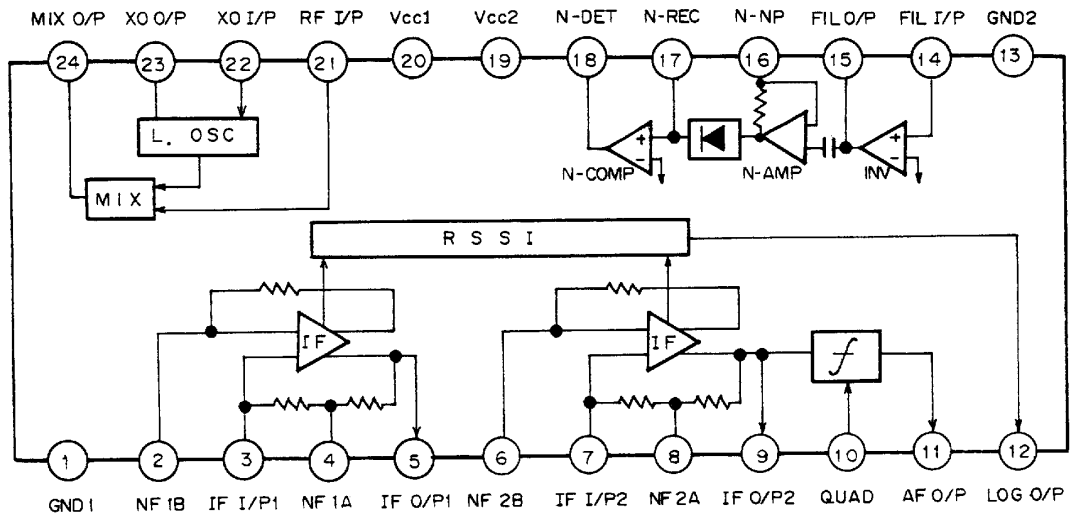 MIX O/P XO O/P XO I/P RF I/P Vcc1 Vcc2 N-DET N-REC N-NP FIL O/P FIL I/P GND2
24 23 22 21 20 19 18 17 16 15 14 13
L. OSC
+ - + -
N-COMP N-AMP INV
MIX
R S S I
IF IF
f
1 2 3 4 5 6 7 8 9 10 11 12
GND1 NF1B IF I/P1 NF1A IF O/P1 NF2B IF I/P2 NF2A IF O/P2 QUAD AF O/P LOG O/P